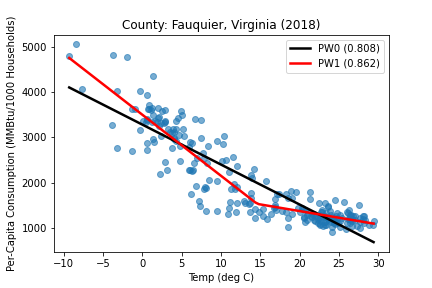 County: Fauquier, Virginia (2018)
Per-Capita Consumption (MMBtu/1000 Households)
5000
4000
3000
2000
1000
PW0 (0.808)
PW1 (0.862)
−10 −5 0 5 10 15 20 25 30
Temp (deg C)